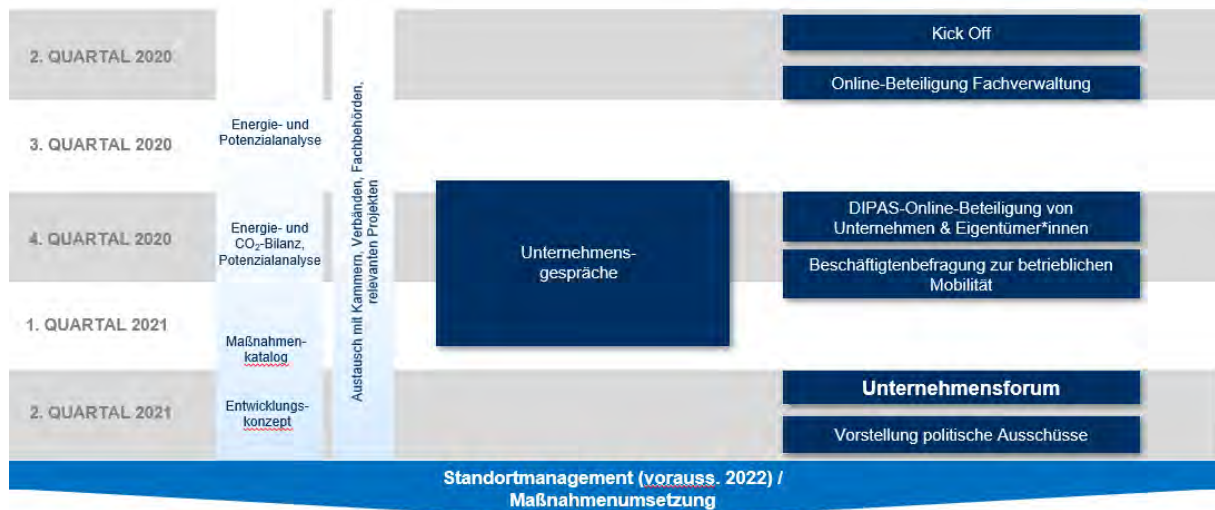 2. QUARTAL 2020
Kick Off
Online-Beteiligung Fachverwaltung
3. QUARTAL 2020
Energie- und
Potenzialanalyse
Austausch mit Kammern, Verbänden, Fachbehörden,
relevanten Projekten
4. QUARTAL 2020
Energie- und
CO₂-Bilanz,
Potenzialanalyse
Unternehmens-
gespräche
DIPAS-Online-Beteiligung von
Unternehmen & Eigentümer*innen
Beschäftigtenbefragung zur betrieblichen
Mobilität
1. QUARTAL 2021
Maßnahmen-
katalog
2. QUARTAL 2021
Entwicklungs-
konzept
Unternehmensforum
Vorstellung politische Ausschüsse
Standortmanagement (vorauss. 2022) /
Maßnahmenumsetzung